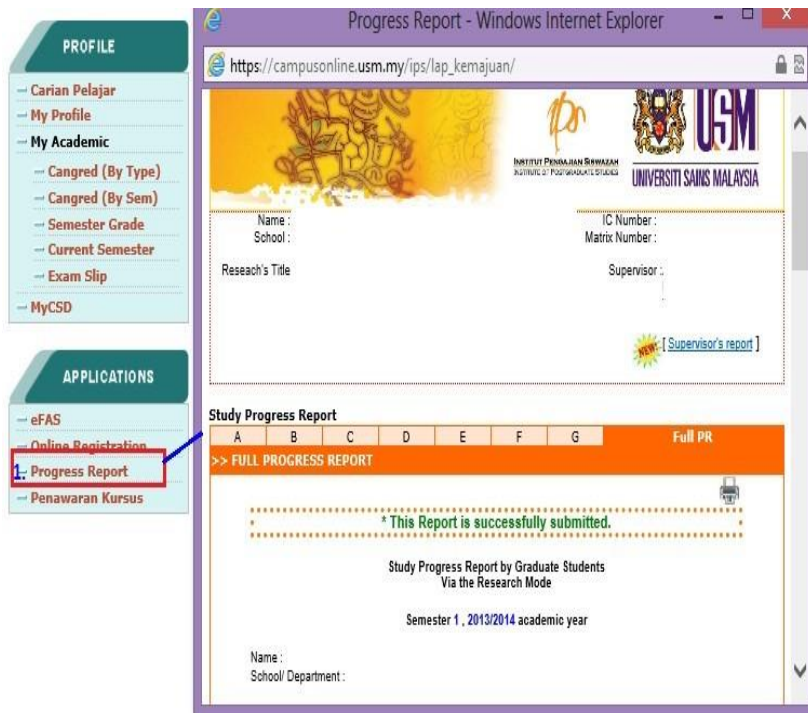 PROFILE
Carian Pelajar
My Profile
My Academic
Cangred (By Type)
Cangred (By Sem)
Semester Grade
Current Semester
Exam Slip
MyCSD
APPLICATIONS
eFAS
Online Registration
1. Progress Report
Penawaran Kursus
Progress Report - Windows Internet Explorer
https://campusonline.usm.my/ips/lap_kemajuan/
ips
INSTITUT PENGAJIAN SISWAZAH
INSTITUTE OF POSTGRADUATE STUDIES
USM
UNIVERSITI SAINS MALAYSIA
Name : IC Number :
School : Matrix Number :
Reseach's Title Supervisor :.
NEW! [ Supervisor's report ]
Study Progress Report
A B C D E F G Full PR
>> FULL PROGRESS REPORT
* This Report is successfully submitted.
Study Progress Report by Graduate Students
Via the Research Mode
Semester 1 , 2013/2014 academic year
Name :
School/ Department :